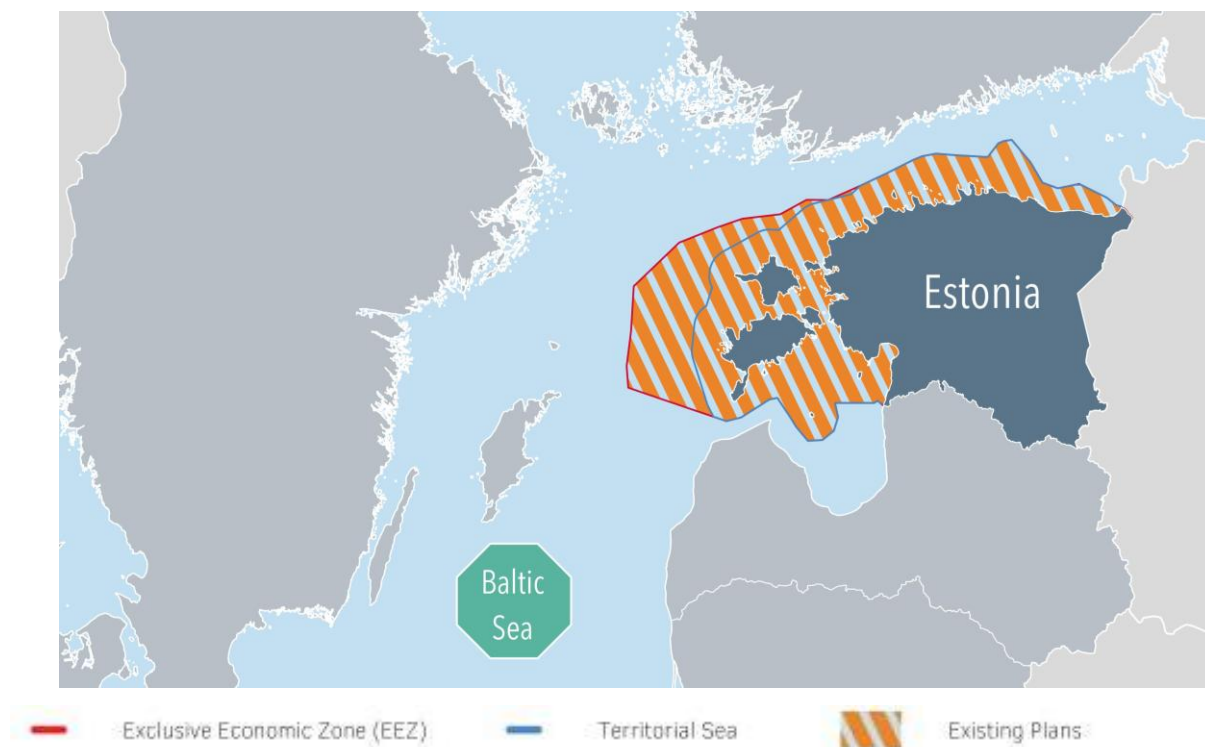 Estonia
Baltic
Sea
Exclusive Economic Zone (EEZ)
Territorial Sea
Existing Plans